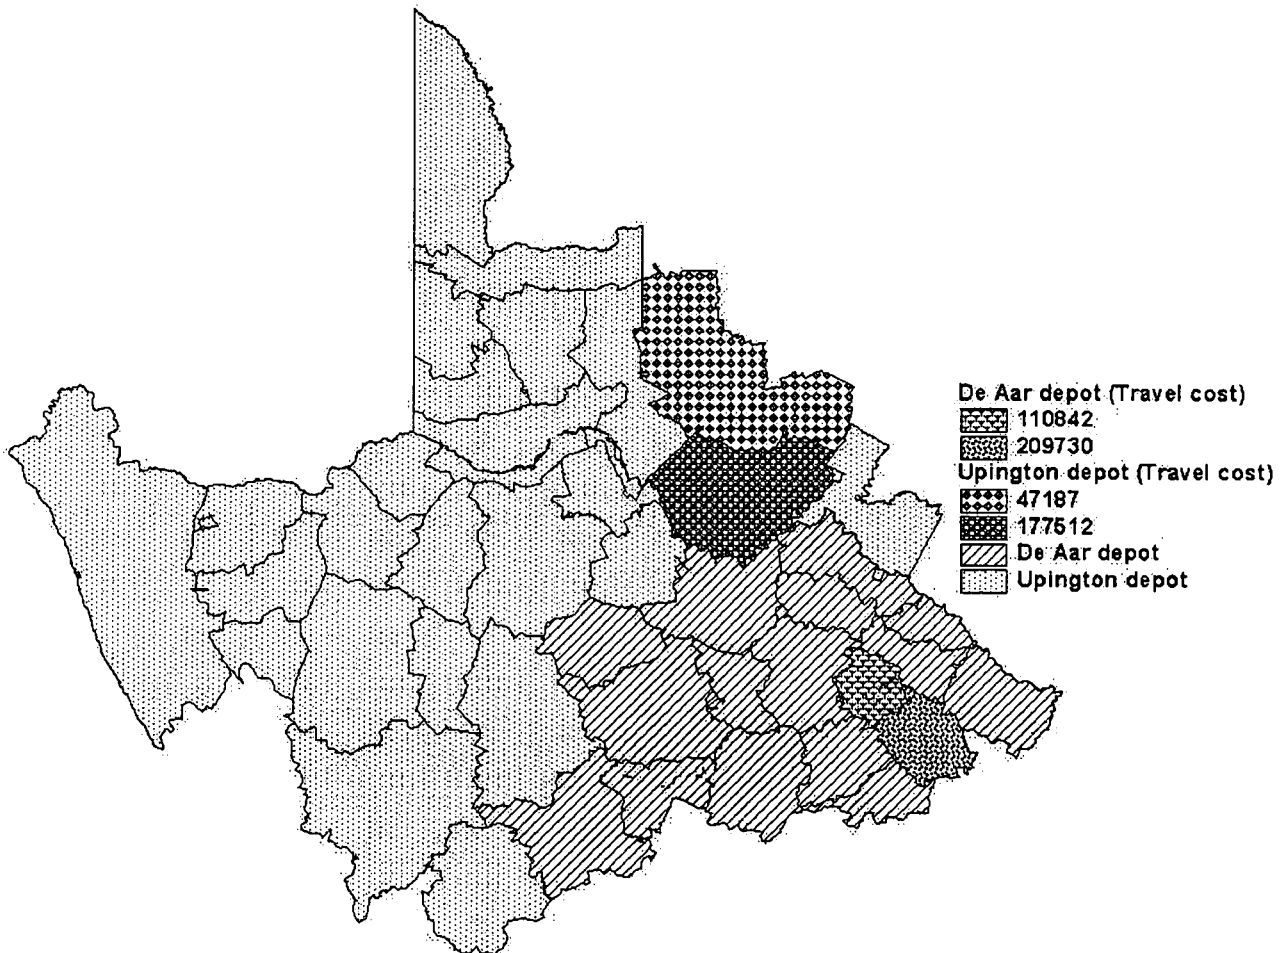 De Aar depot (Travel cost)
110842
209730
Upington depot (Travel cost)
47187
177512
De Aar depot
Upington depot